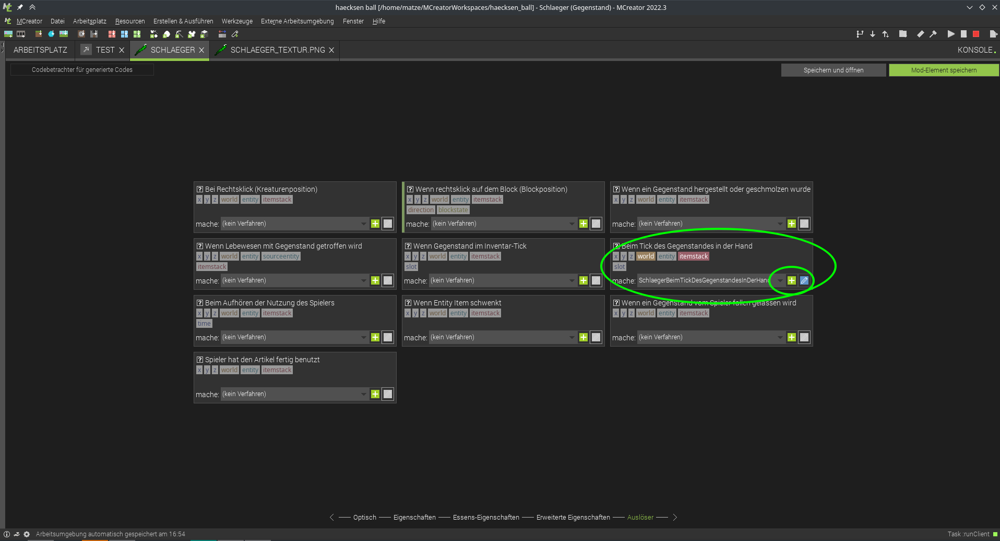 haecksen ball [/home/matze/MCreatorWorkspaces/haecksen_ball] - Schlaeger (Gegenstand) - MCreator 2022.3
MCreator Datei Arbeitsplatz Resourcen Erstellen & Ausführen Werkzeuge Externe Arbeitsumgebung Fenster Hilfe
ARBEITSPLATZ TEST SCHLAEGER SCHLAEGER_TEXTUR.PNG KONSOLE
Codebetrachter für generierte Codes Speichern und öffnen Mod-Element speichern
? Bei Rechtsklick (Kreaturenposition)
x y z world entity itemstack
mache: (kein Verfahren)
? Wenn rechtsklick auf dem Block (Blockposition)
x y z world entity itemstack
direction blockstate
mache: (kein Verfahren)
? Wenn ein Gegenstand hergestellt oder geschmolzen wurde
x y z world entity itemstack
mache: (kein Verfahren)
? Wenn Lebewesen mit Gegenstand getroffen wird
x y z world entity sourceentity
itemstack
mache: (kein Verfahren)
? Wenn Gegenstand im Inventar-Tick
x y z world entity itemstack
slot
mache: (kein Verfahren)
? Beim Tick des Gegenstandes in der Hand
x y z world entity itemstack
slot
mache: SchlaegerBeimTickDesGegenstandesInDerHand
? Beim Aufhören der Nutzung des Spielers
x y z world entity itemstack
time
mache: (kein Verfahren)
? Wenn Entity Item schwenkt
x y z world entity itemstack
mache: (kein Verfahren)
? Wenn ein Gegenstand vom Spieler fallen gelassen wird
x y z world entity itemstack
mache: (kein Verfahren)
? Spieler hat den Artikel fertig benutzt
x y z world entity itemstack
mache: (kein Verfahren)
Optisch Eigenschaften Essens-Eigenschaften Erweiterte Eigenschaften Auslöser
Arbeitsumgebung automatisch gespeichert am 16:54 Task :runClient